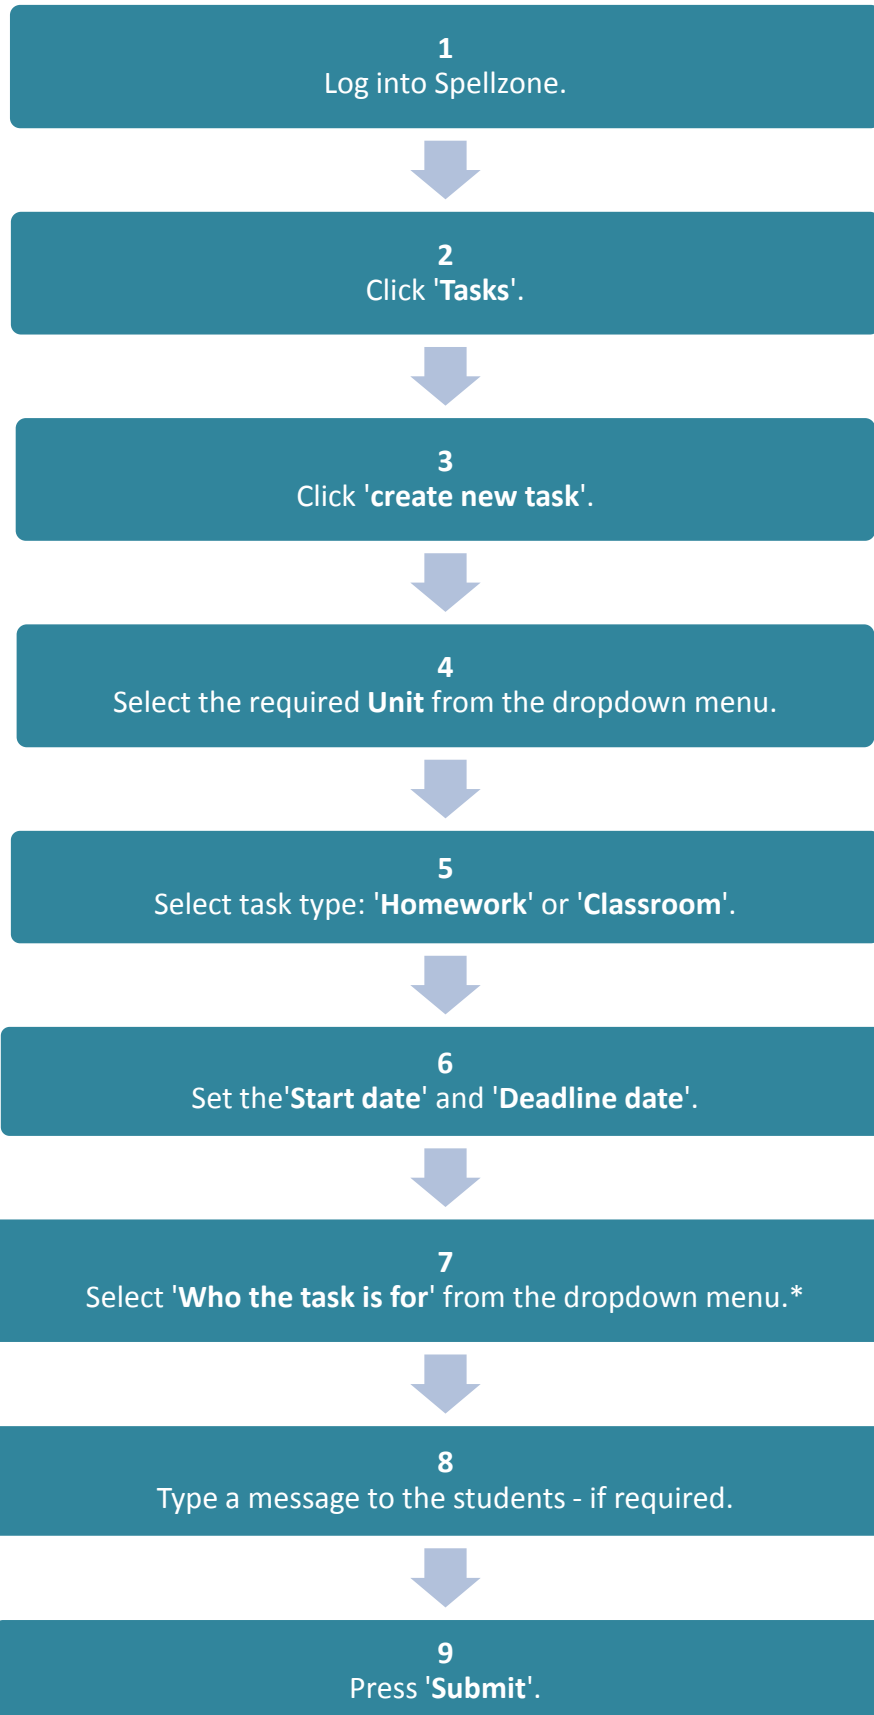 1
Log into Spellzone.
2
Click 'Tasks'.
3
Click 'create new task'.
4
Select the required Unit from the dropdown menu.
5
Select task type: 'Homework' or 'Classroom'.
6
Set the'Start date' and 'Deadline date'.
7
Select 'Who the task is for' from the dropdown menu.*
8
Type a message to the students - if required.
9
Press 'Submit'.